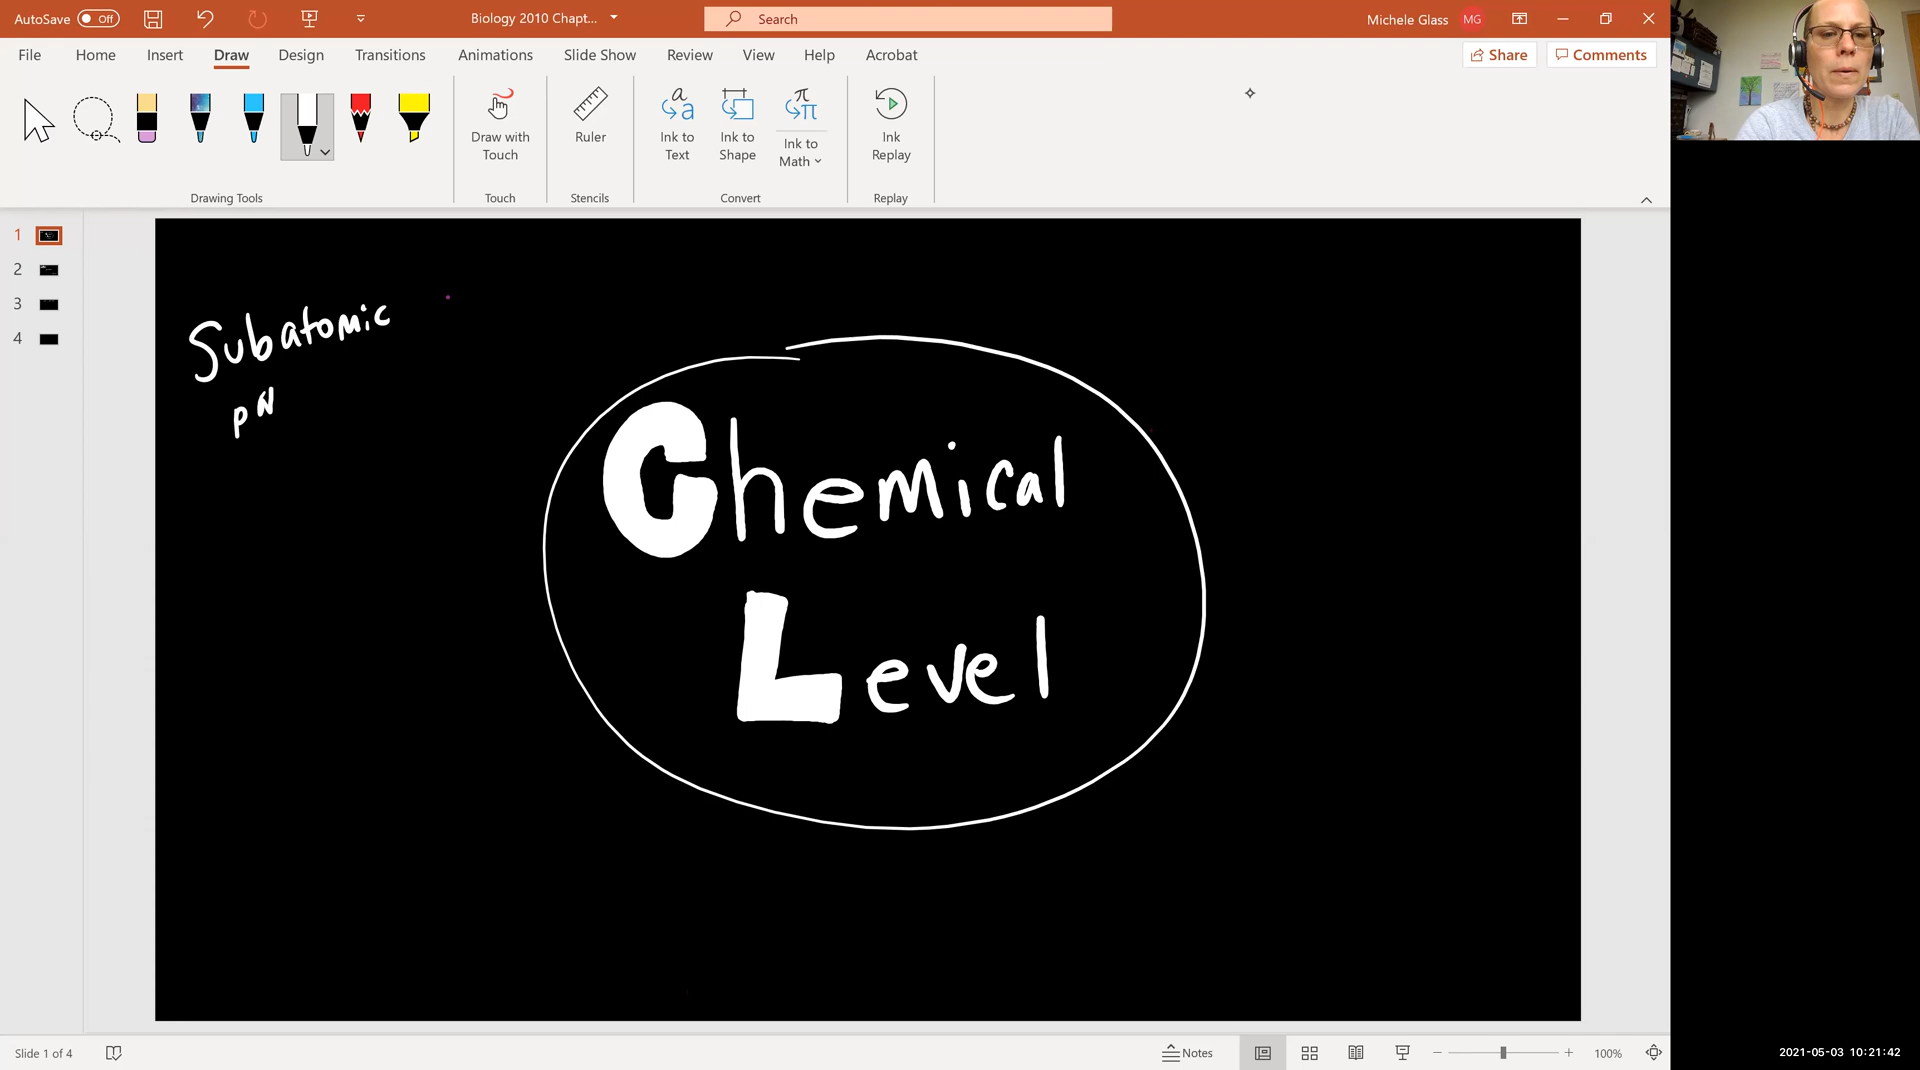 AutoSave Off
Biology 2010 Chapt...
Search
Michele Glass MG
File Home Insert Draw Design Transitions Animations Slide Show Review View Help Acrobat
Share Comments
Draw with Touch
Ruler
Ink to Text
Ink to Shape
Ink to Math
Ink Replay
Drawing Tools
Touch
Stencils
Convert
Replay
1
2
3
4
Subatomic
pa
Chemical
Level
Slide 1 of 4
Notes
100%
2021-05-03 10:21:42